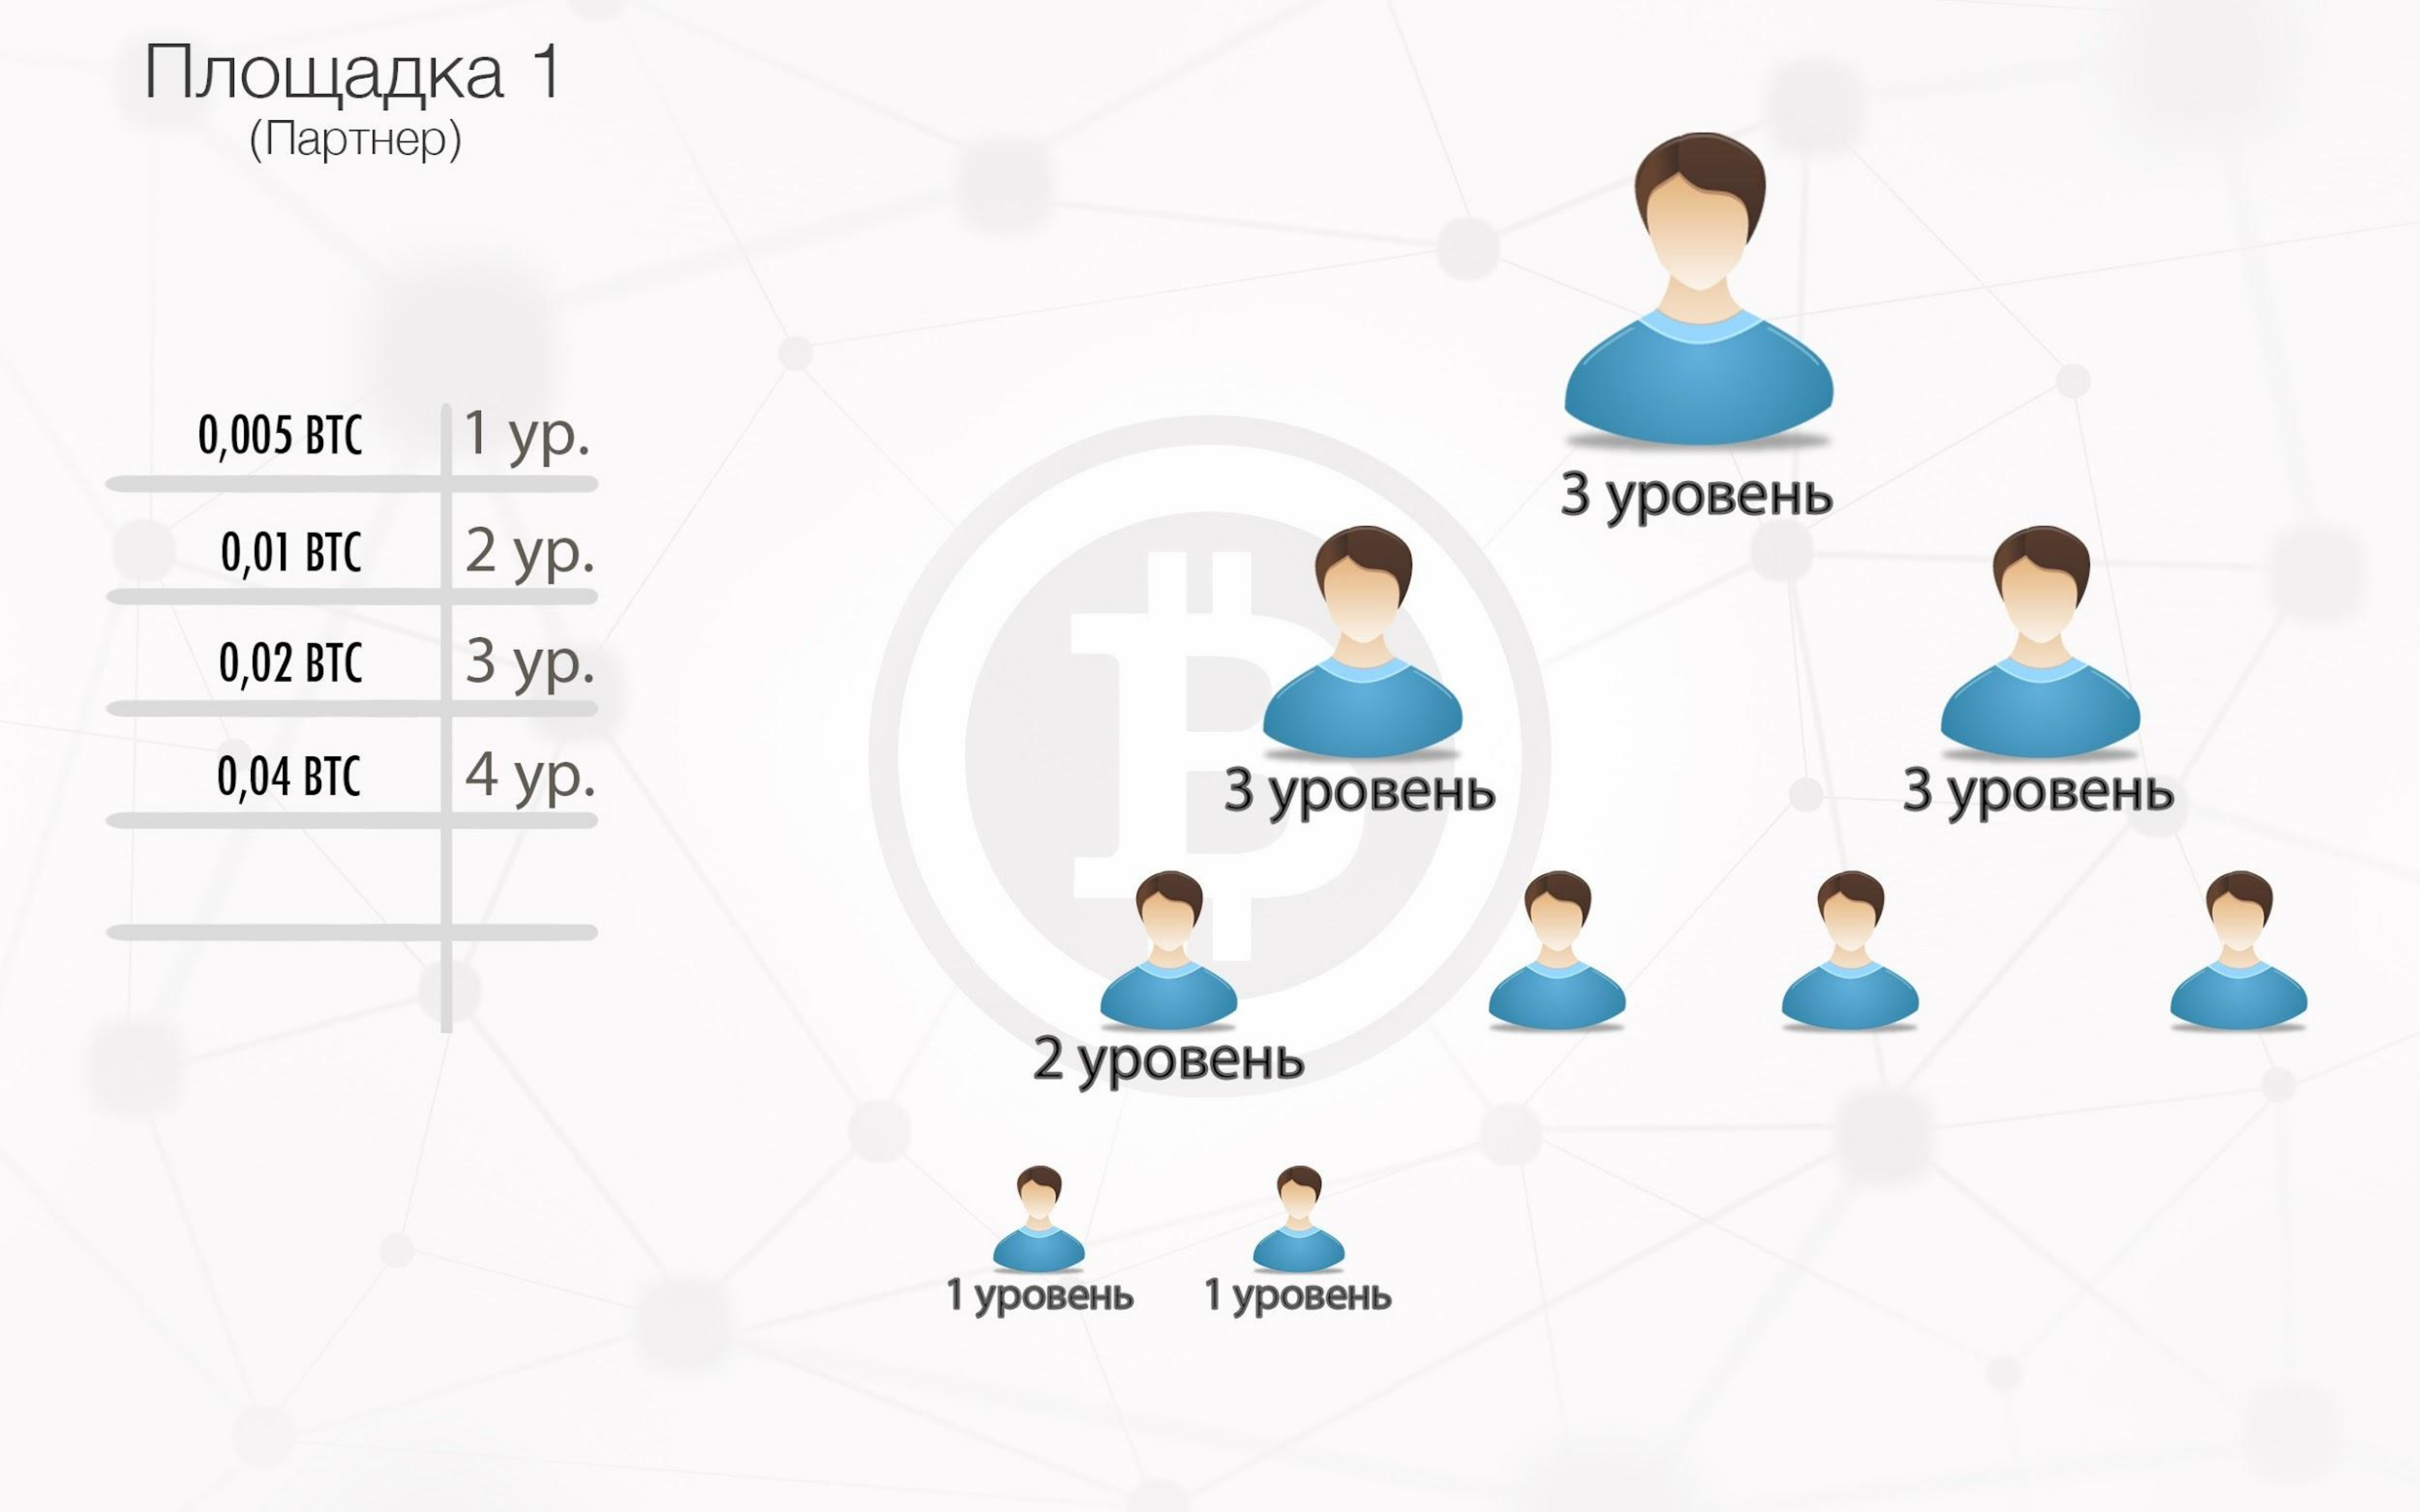 Площадка 1
(Партнер)
0,005 BTC 1 ур.
0,01 BTC 2 ур.
0,02 BTC 3 ур.
0,04 BTC 4 ур.
3 уровень
3 уровень 3 уровень
2 уровень
1 уровень 1 уровень